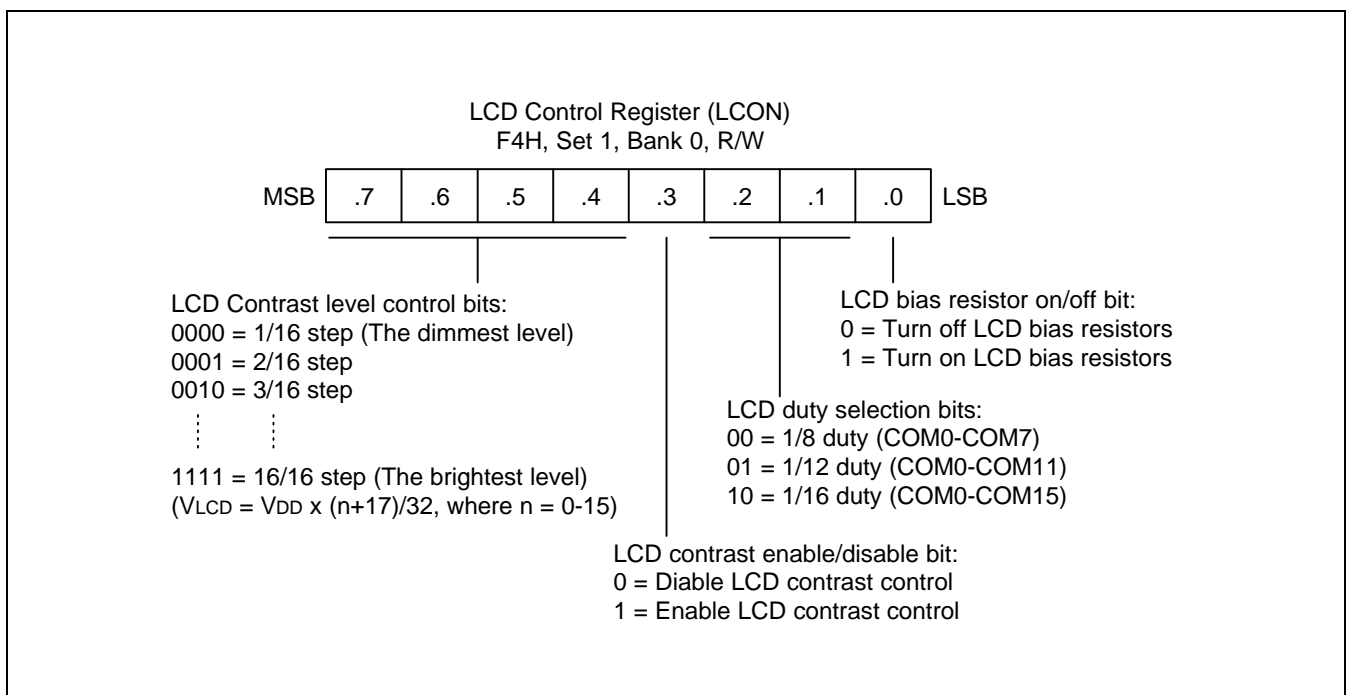 LCD Control Register (LCON)
F4H, Set 1, Bank 0, R/W
MSB .7 .6 .5 .4 .3 .2 .1 .0 LSB
LCD Contrast level control bits:
0000 = 1/16 step (The dimmest level)
0001 = 2/16 step
0010 = 3/16 step
1111 = 16/16 step (The brightest level)
(VLCD = VDD x (n+17)/32, where n = 0-15)
LCD bias resistor on/off bit:
0 = Turn off LCD bias resistors
1 = Turn on LCD bias resistors
LCD duty selection bits:
00 = 1/8 duty (COM0-COM7)
01 = 1/12 duty (COM0-COM11)
10 = 1/16 duty (COM0-COM15)
LCD contrast enable/disable bit:
0 = Diable LCD contrast control
1 = Enable LCD contrast control